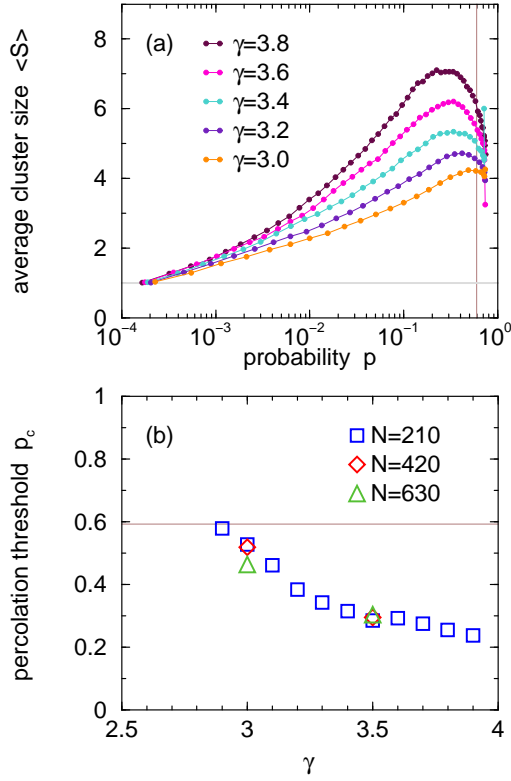 (a)
γ=3.8
γ=3.6
γ=3.4
γ=3.2
γ=3.0
average cluster size <S>
8
6
4
2
0
10⁻⁴ 10⁻³ 10⁻² 10⁻¹ 10⁰
probability p
(b)
N=210
N=420
N=630
percolation threshold p_c
1
0.8
0.6
0.4
0.2
0
2.5 3 3.5 4
γ